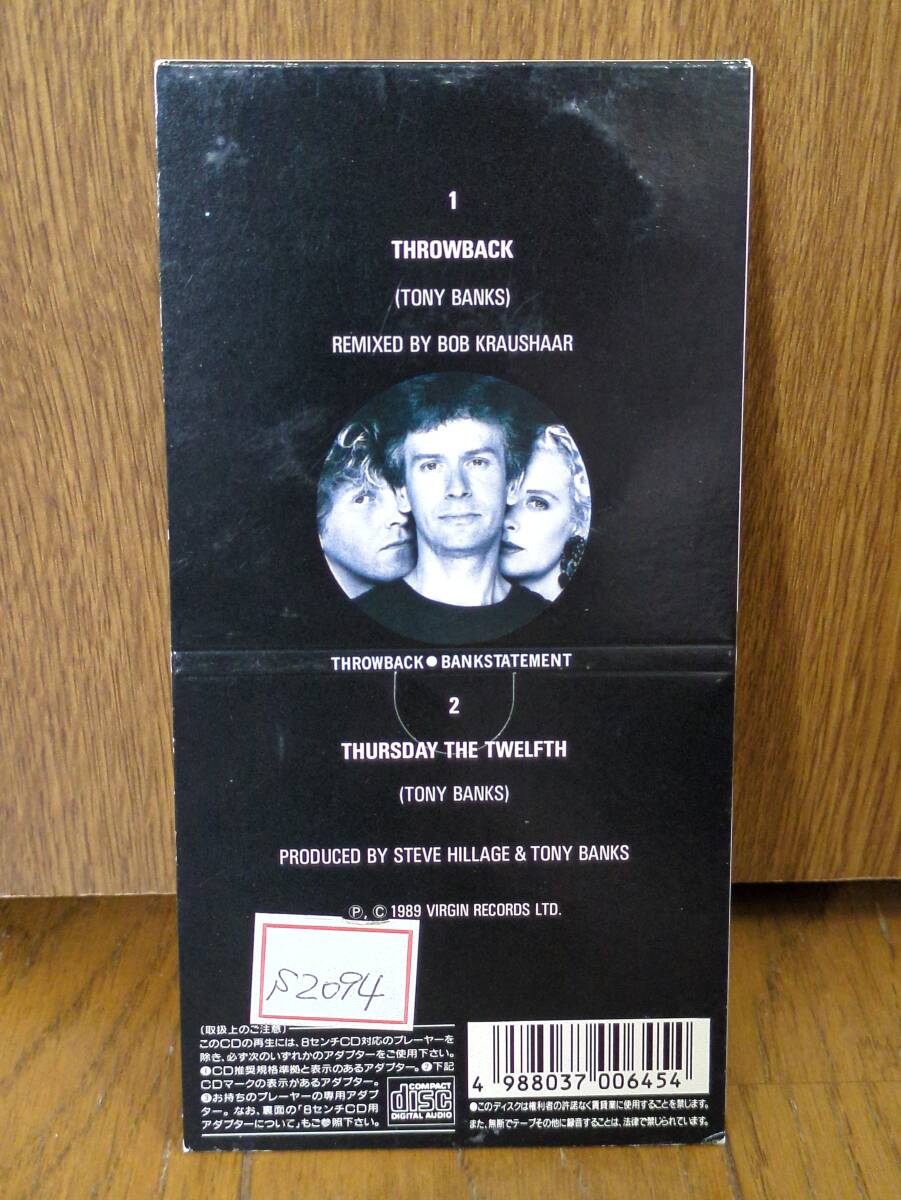 1
THROWBACK
(TONY BANKS)
REMIXED BY BOB KRAUSHAAR
THROWBACK●BANKSTATEMENT
2
THURSDAY THE TWELFTH
(TONY BANKS)
PRODUCED BY STEVE HILLAGE & TONY BANKS
Ⓟ, Ⓒ 1989 VIRGIN RECORDS LTD.
S2094
(取扱上のご注意)
このCDの再生には、8センチCD対応のプレーヤーを
除き、必ず次のいずれかのアダプターをご使用下さい。
❶CD推奨規格準拠と表示のあるアダプター。❷下記
CDマークの表示があるアダプター。
❸お持ちのプレーヤーの専用アダプ
ター。なお、裏面の「8センチCD用
アダプターについて」もご参照下さい。
COMPACT
disc
DIGITAL AUDIO
4 988037 006454
●このディスクは権利者の許諾なく賃貸業に使用することを禁じます。
また、無断でテープその他に録音することは、法律で禁じられています。